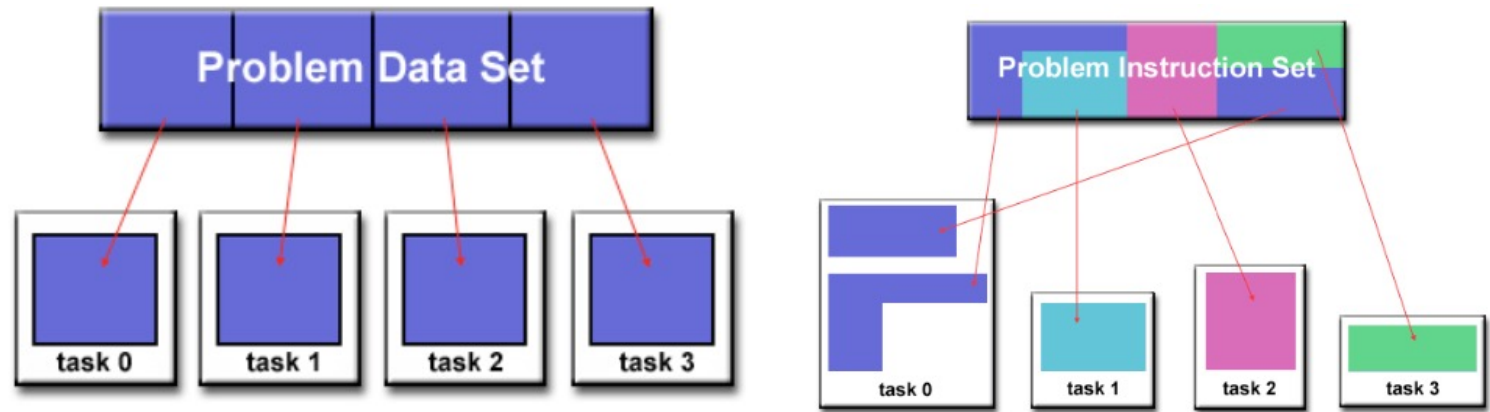 Problem Data Set
task 0
task 1
task 2
task 3
Problem Instruction Set
task 0
task 1
task 2
task 3